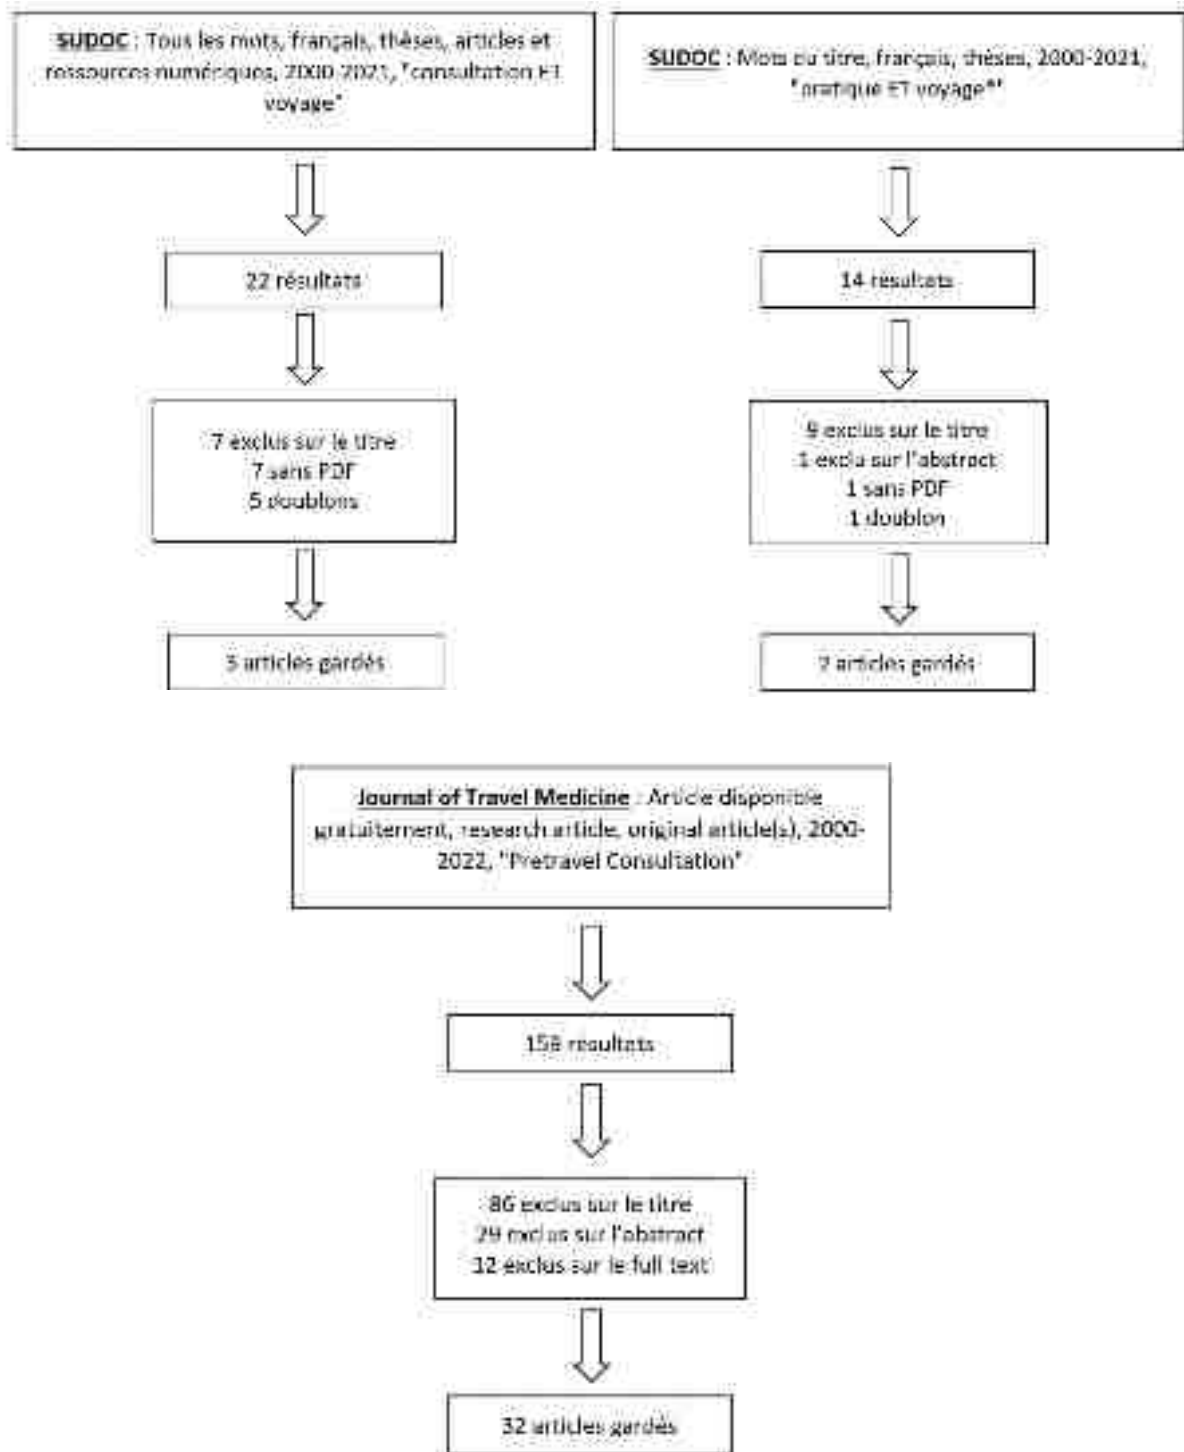 SUDOC : Tous les mots, français, thèses, articles et
ressources numériques, 2000-2021, "consultation ET
voyage"
22 résultats
7 exclus sur le titre
7 sans PDF
5 doublons
3 articles gardés
SUDOC : Mots du titre, français, thèses, 2000-2021,
"pratique ET voyage*"
14 résultats
9 exclus sur le titre
1 exclu sur l'abstract
1 sans PDF
1 doublon
2 articles gardés
Journal of Travel Medicine : Article disponible
gratuitement, research article, original article(s), 2000-
2022, "Pretravel Consultation"
159 résultats
86 exclus sur le titre
29 exclus sur l'abstract
12 exclus sur le full text
32 articles gardés